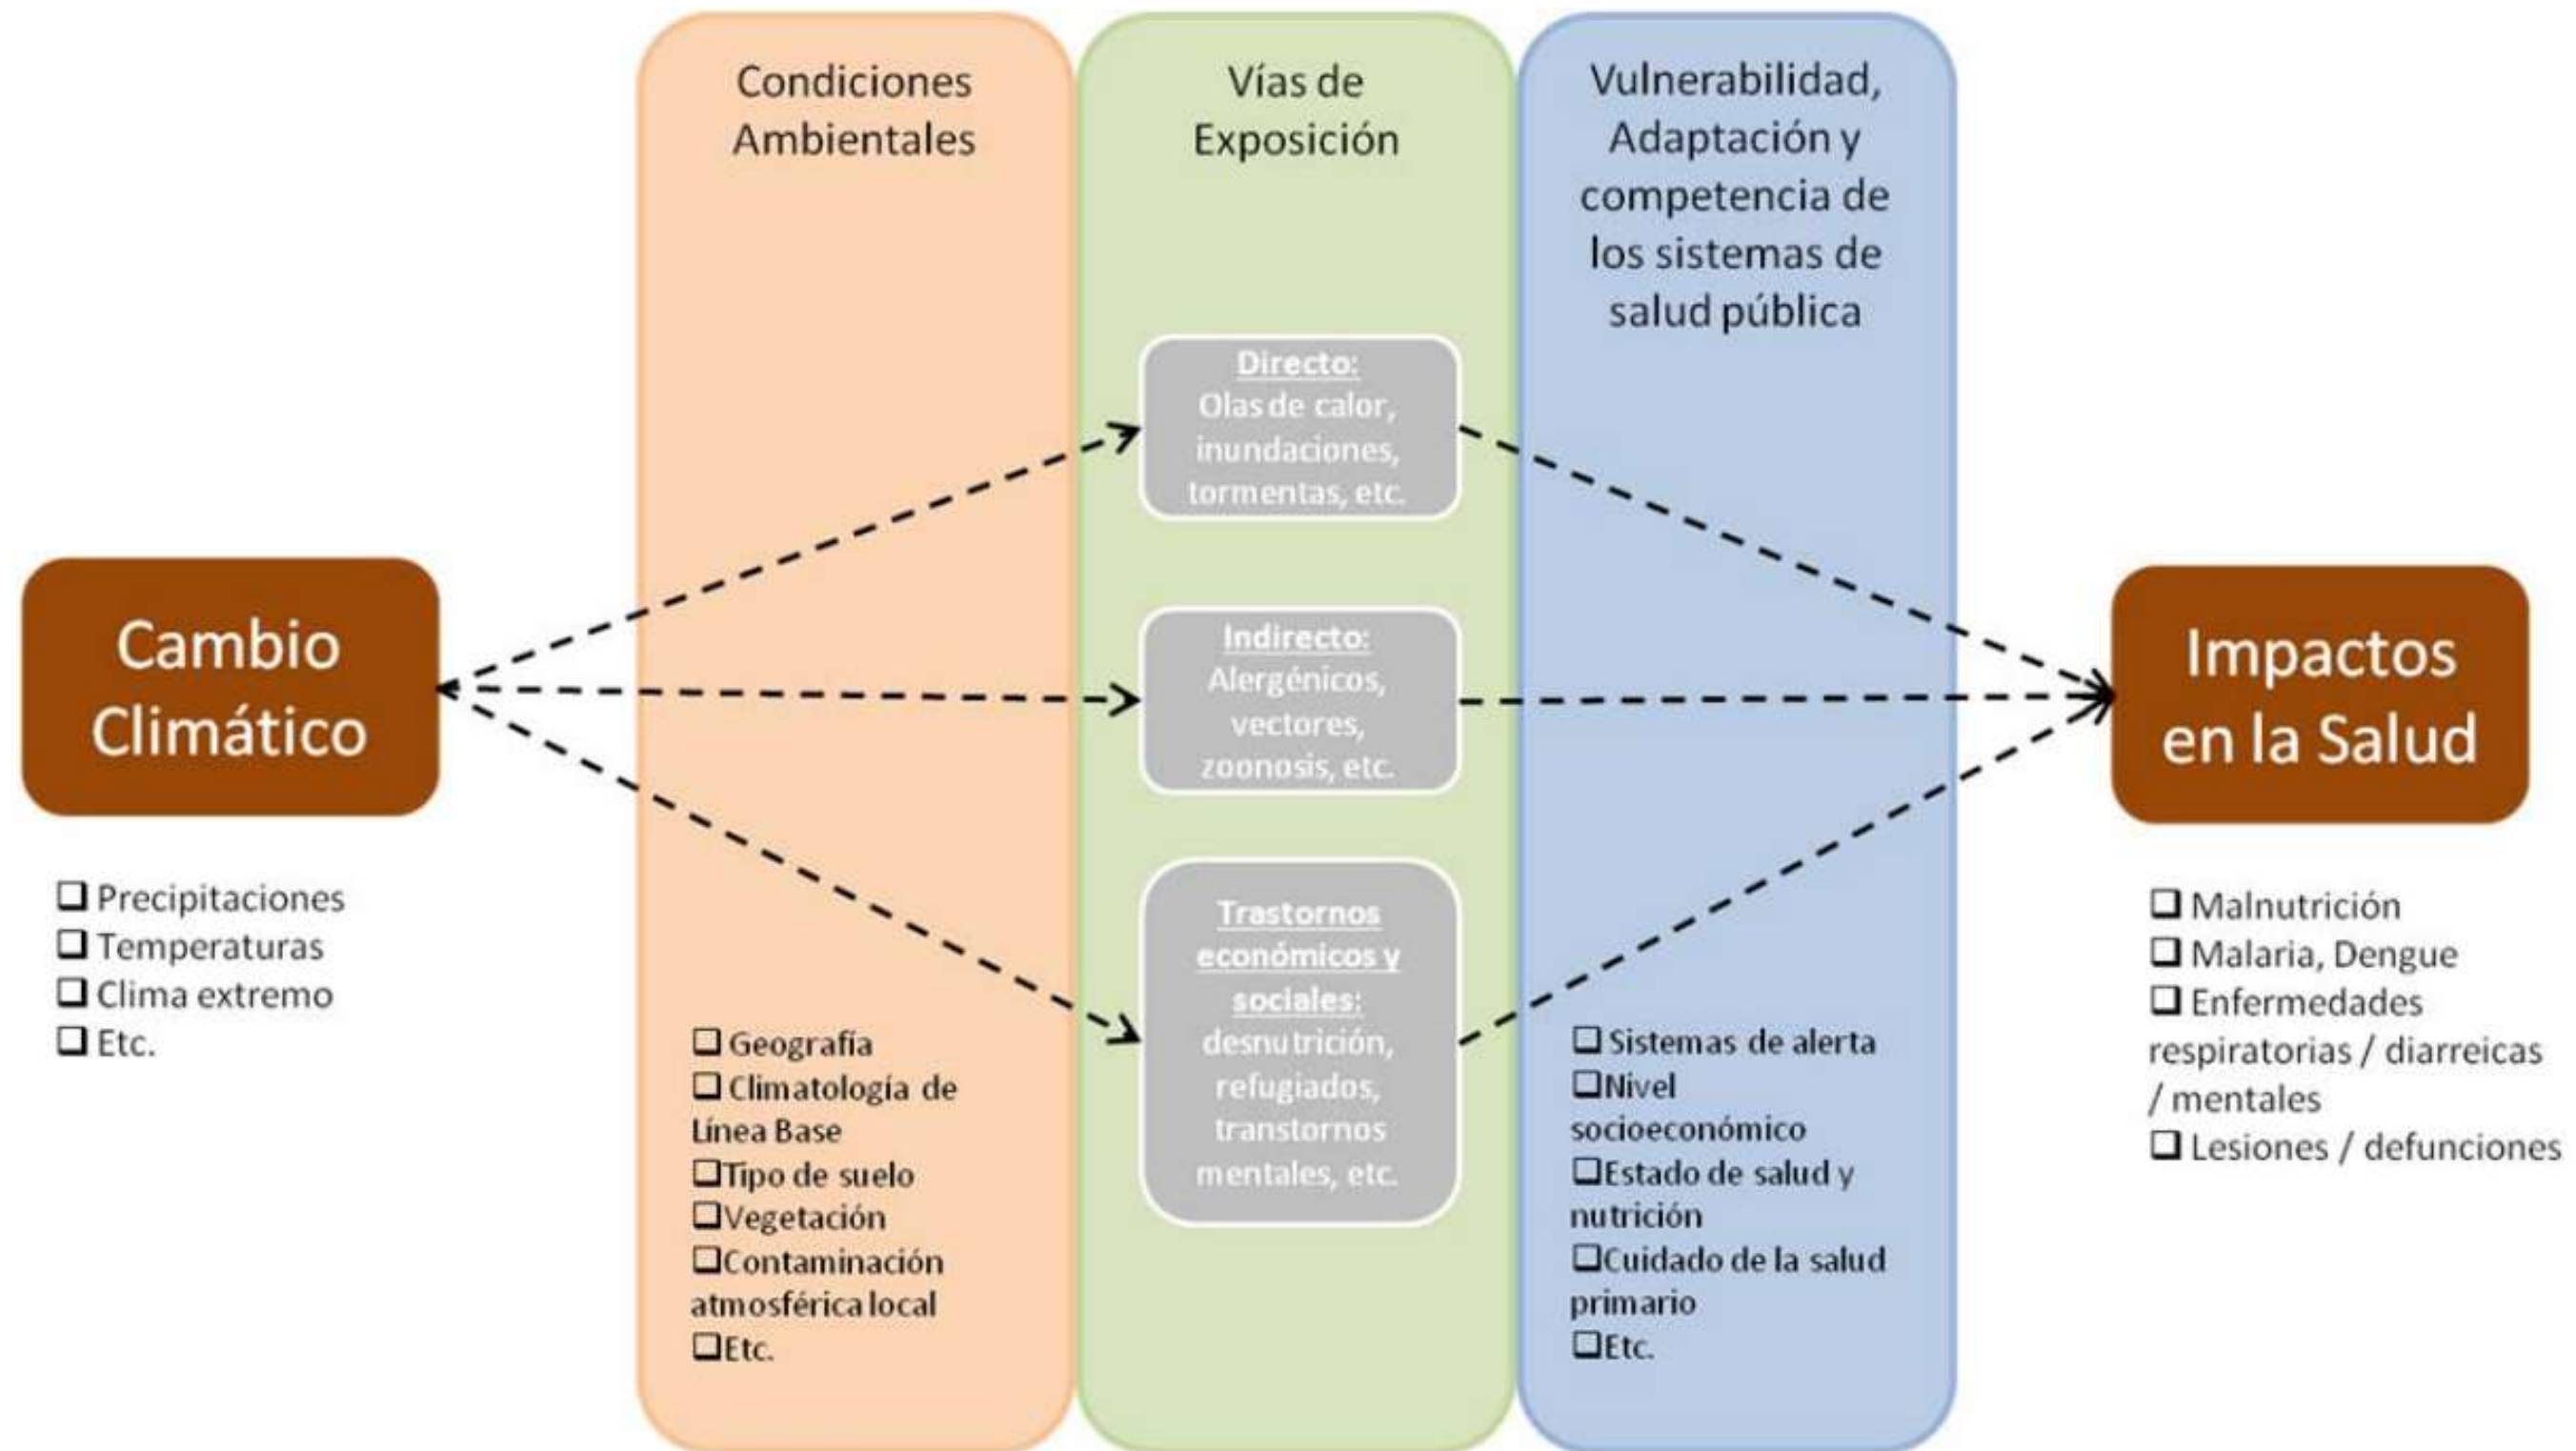 Condiciones
Ambientales
Vías de
Exposición
Vulnerabilidad,
Adaptación y
competencia de
los sistemas de
salud pública
Cambio
Climático
❑ Precipitaciones
❑ Temperaturas
❑ Clima extremo
❑ Etc.
❑ Geografía
❑ Climatología de
Línea Base
❑Tipo de suelo
❑Vegetación
❑Contaminación
atmosférica local
❑Etc.
Directo:
Olas de calor,
inundaciones,
tormentas, etc.
Indirecto:
Alergénicos,
vectores,
zoonosis, etc.
Trastornos
económicos y
sociales:
desnutrición,
refugiados,
transtornos
mentales, etc.
❑ Sistemas de alerta
❑Nivel
socioeconómico
❑Estado de salud y
nutrición
❑Cuidado de la salud
primario
❑Etc.
Impactos
en la Salud
❑ Malnutrición
❑ Malaria, Dengue
❑ Enfermedades
respiratorias / diarreicas
/ mentales
❑ Lesiones / defunciones